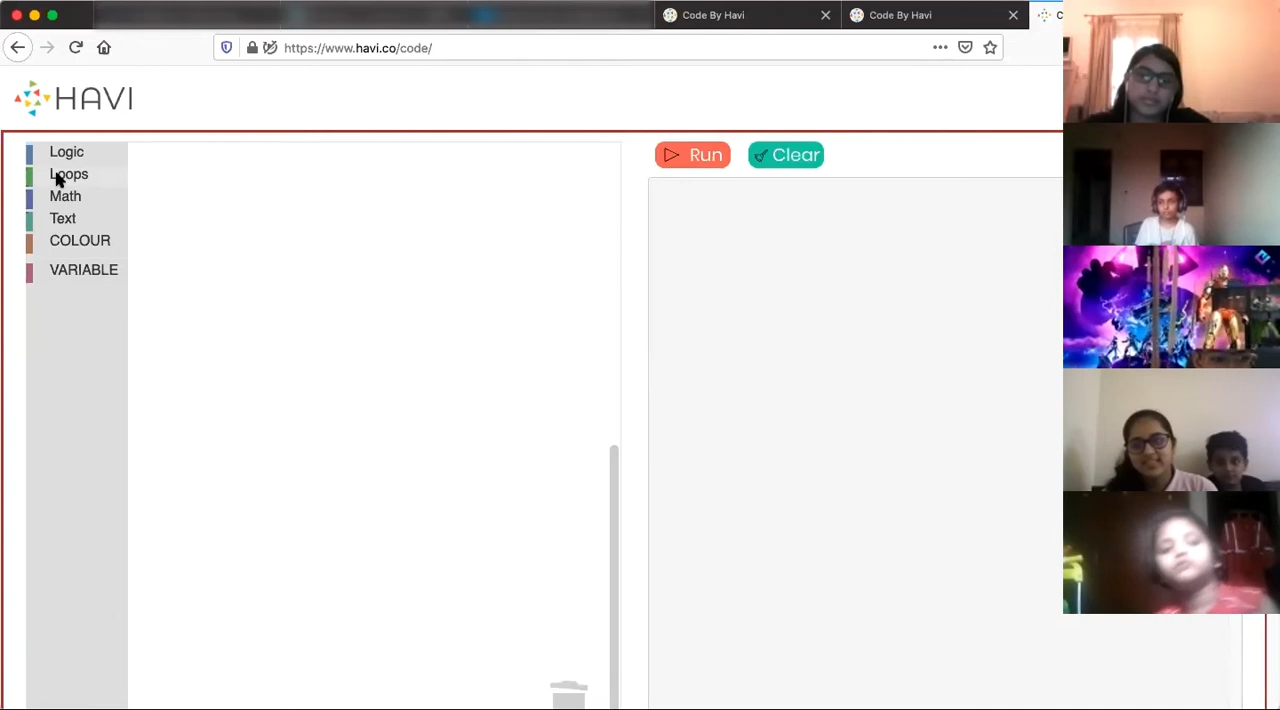 Code By Havi
Code By Havi
C
https://www.havi.co/code/
HAVI
Logic
Loops
Math
Text
COLOUR
VARIABLE
Run
Clear